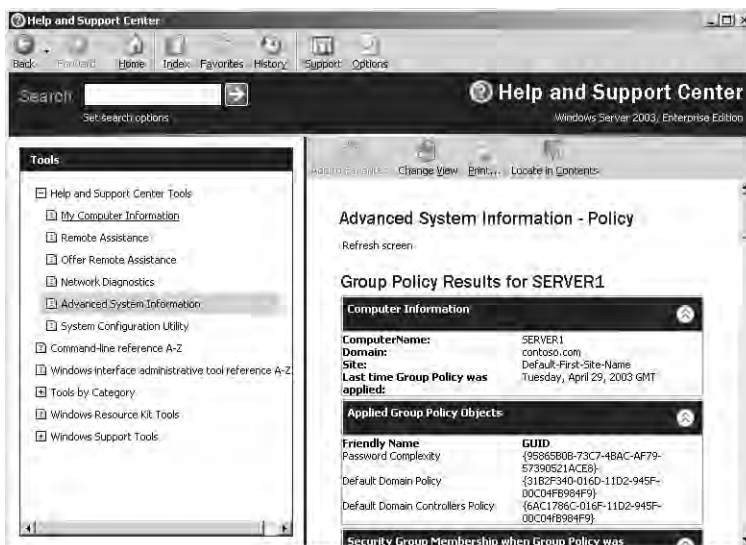 Help and Support Center
Back Forward Home Index Favorites History Support Options
Search
Set search options
Help and Support Center
Windows Server 2003, Enterprise Edition
Tools
Help and Support Center Tools
My Computer Information
Remote Assistance
Offer Remote Assistance
Network Diagnostics
Advanced System Information
System Configuration Utility
Command-line reference A-Z
Windows interface administrative tool reference A-Z
Tools by Category
Windows Resource Kit Tools
Windows Support Tools
Add to Favorites Change View Print... Locate in Contents
Advanced System Information - Policy
Refresh screen
Group Policy Results for SERVER1
Computer Information
ComputerName: SERVER1
Domain: contoso.com
Site: Default-First-Site-Name
Last time Group Policy was applied: Tuesday, April 29, 2003 GMT
Applied Group Policy Objects
Friendly Name GUID
Password Complexity {95865B0B-73C7-4BAC-AF79-
57390521ACE8}
Default Domain Policy {31B2F340-016D-11D2-945F-
00C04FB984F9}
Default Domain Controllers Policy {6AC1786C-016F-11D2-945F-
00C04fB984F9}
Security Group Membership when Group Policy was